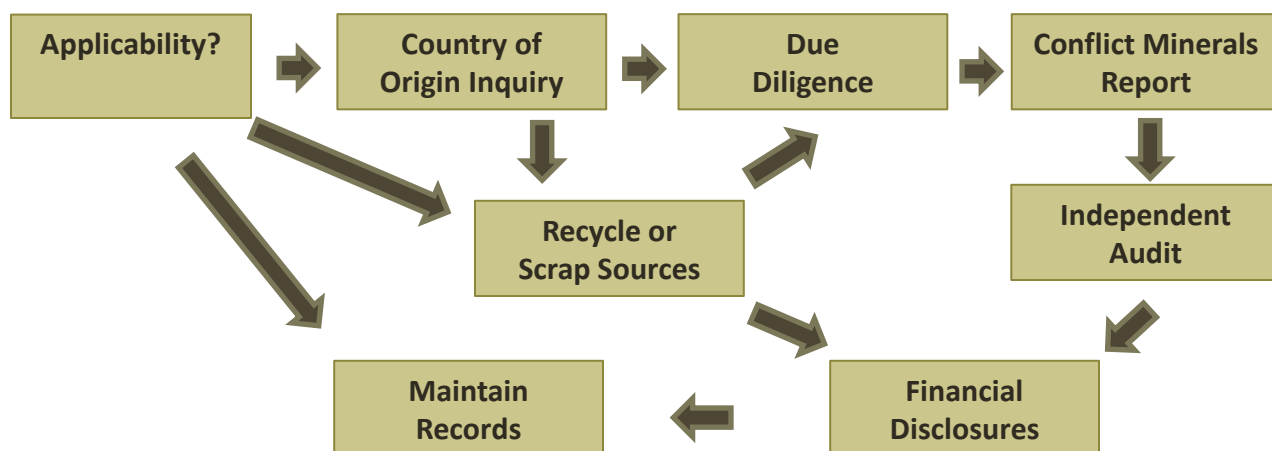 Applicability?
Country of
Origin Inquiry
Due
Diligence
Conflict Minerals
Report
Recycle or
Scrap Sources
Independent
Audit
Maintain
Records
Financial
Disclosures